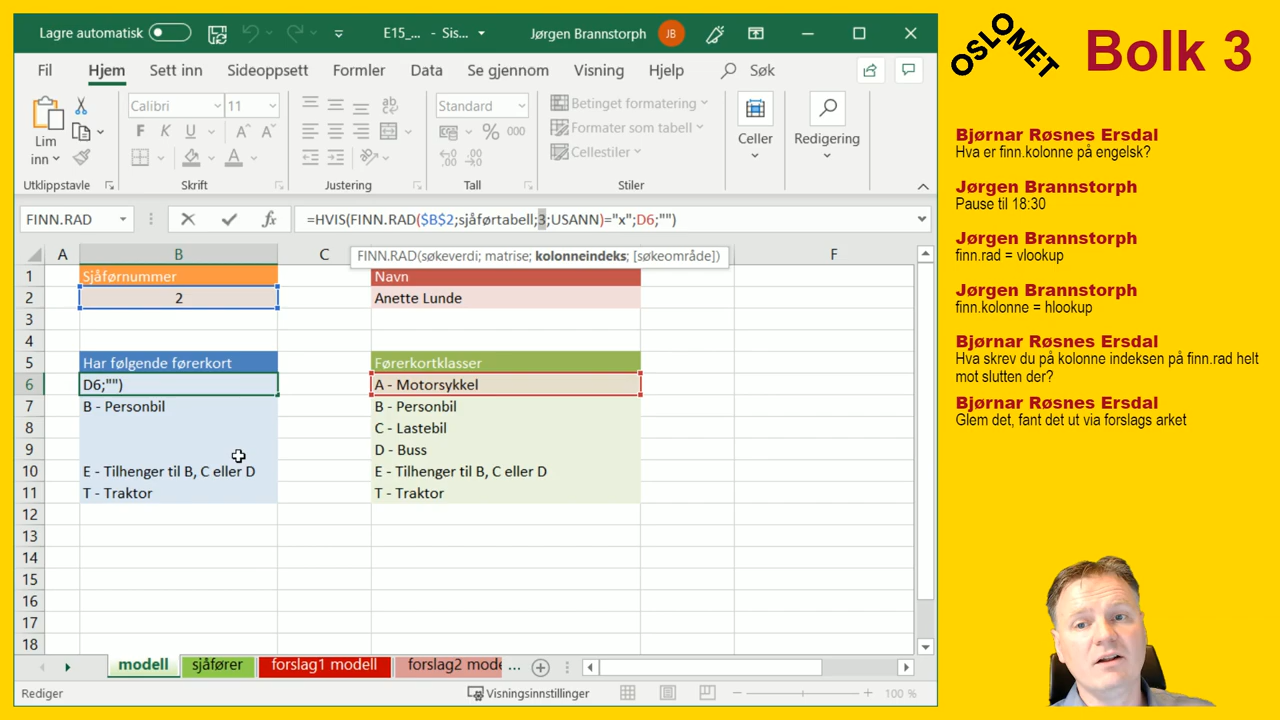 Lagre automatisk
E15_... - Sis...
Jørgen Brannstorph
JB
Fil
Hjem
Sett inn
Sideoppsett
Formler
Data
Se gjennom
Visning
Hjelp
Søk
Lim
inn
Calibri
11
F
K
U
A
A
A
ab
Standard
%
000
Betinget formatering
Formater som tabell
Cellestiler
Celler
Redigering
Utklippstavle
Skrift
Justering
Tall
Stiler
FINN.RAD
fx
=HVIS(FINN.RAD($B$2;sjåførtabell;3;USANN)="x";D6;"")
FINN.RAD(søkeverdi; matrise; kolonneindeks; [søkeområde])
A
B
C
F
1
Sjåførnummer
Navn
2
2
Anette Lunde
3
4
5
Har følgende førerkort
Førerkortklasser
6
D6;"")
A - Motorsykkel
7
B - Personbil
B - Personbil
8
C - Lastebil
9
D - Buss
10
E - Tilhenger til B, C eller D
E - Tilhenger til B, C eller D
11
T - Traktor
T - Traktor
12
13
14
15
16
17
18
modell
sjåfører
forslag1 modell
forslag2 mode
...
Rediger
Visningsinnstillinger
100 %
OSLOMET
Bolk 3
Bjørnar Røsnes Ersdal
Hva er finn.kolonne på engelsk?
Jørgen Brannstorph
Pause til 18:30
Jørgen Brannstorph
finn.rad = vlookup
Jørgen Brannstorph
finn.kolonne = hlookup
Bjørnar Røsnes Ersdal
Hva skrev du på kolonne indeksen på finn.rad helt
mot slutten der?
Bjørnar Røsnes Ersdal
Glem det, fant det ut via forslags arket